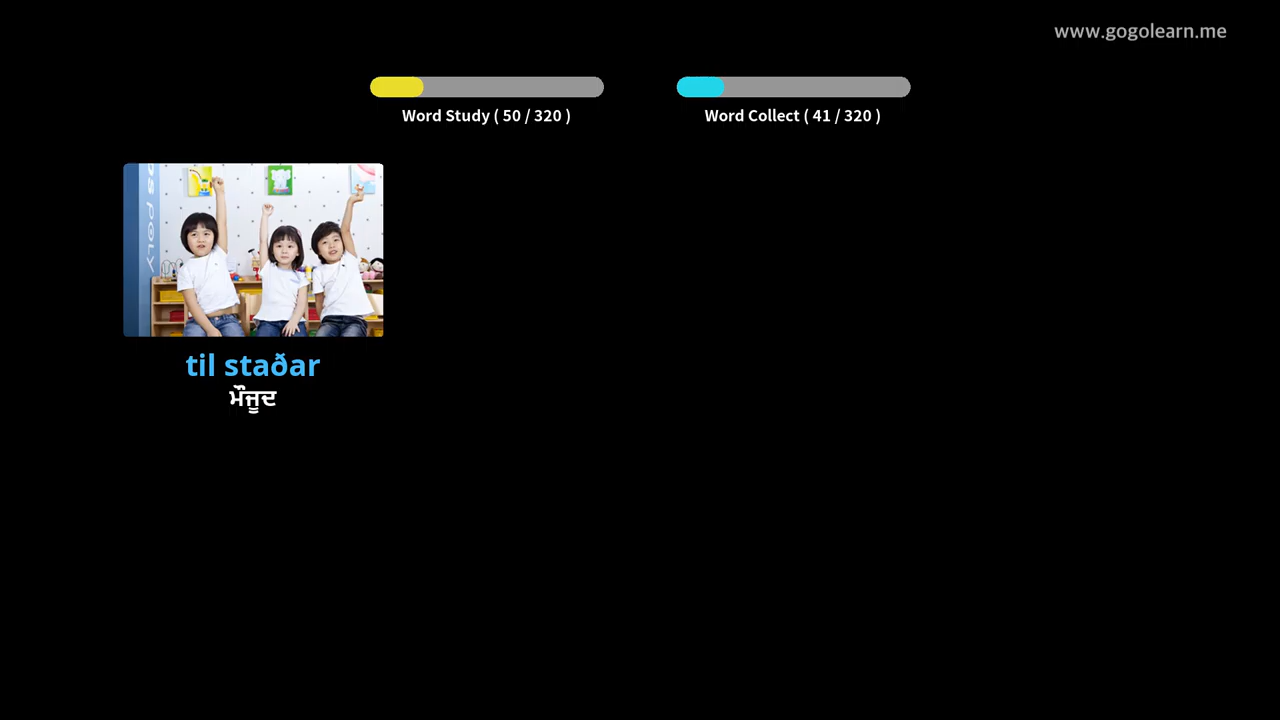 www.gogolearn.me
Word Study ( 50 / 320 )
Word Collect ( 41 / 320 )
til staðar
ਮੌਜੂਦ